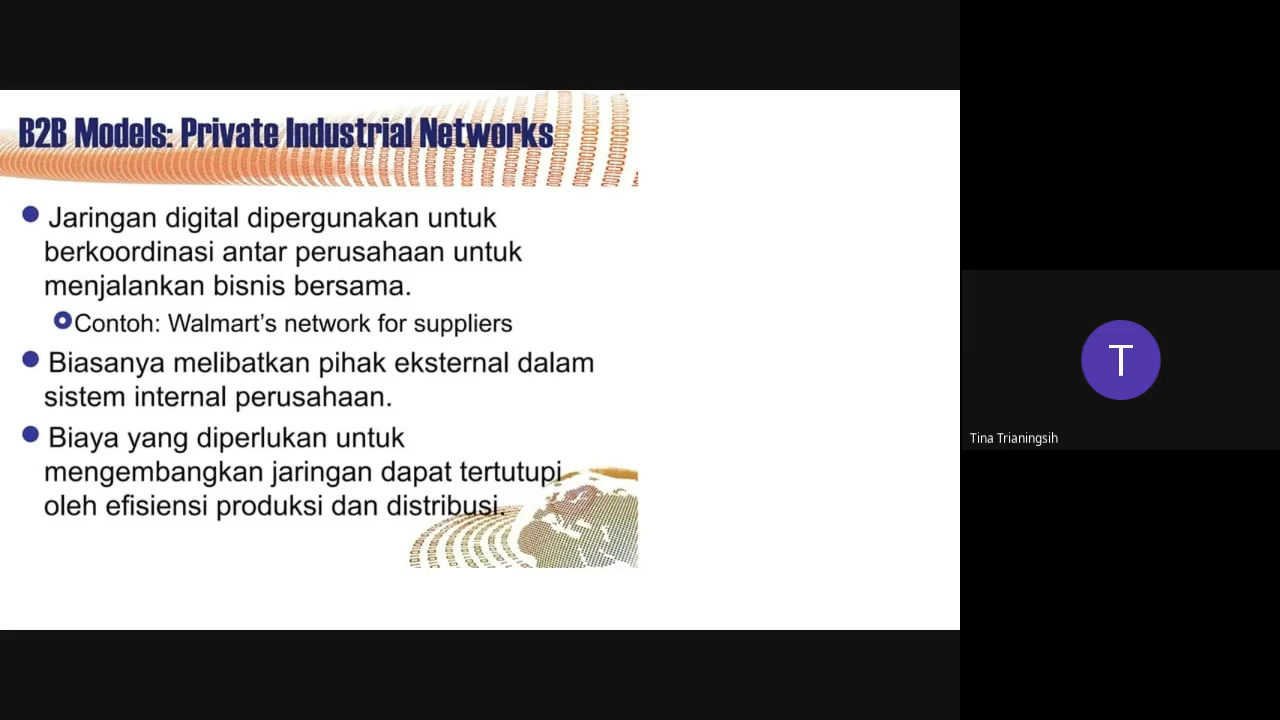 B2B Models: Private Industrial Networks
Jaringan digital dipergunakan untuk
berkoordinasi antar perusahaan untuk
menjalankan bisnis bersama.
Contoh: Walmart's network for suppliers
Biasanya melibatkan pihak eksternal dalam
sistem internal perusahaan.
Biaya yang diperlukan untuk
mengembangkan jaringan dapat tertutupi
oleh efisiensi produksi dan distribusi.
T
Tina Trianingsih